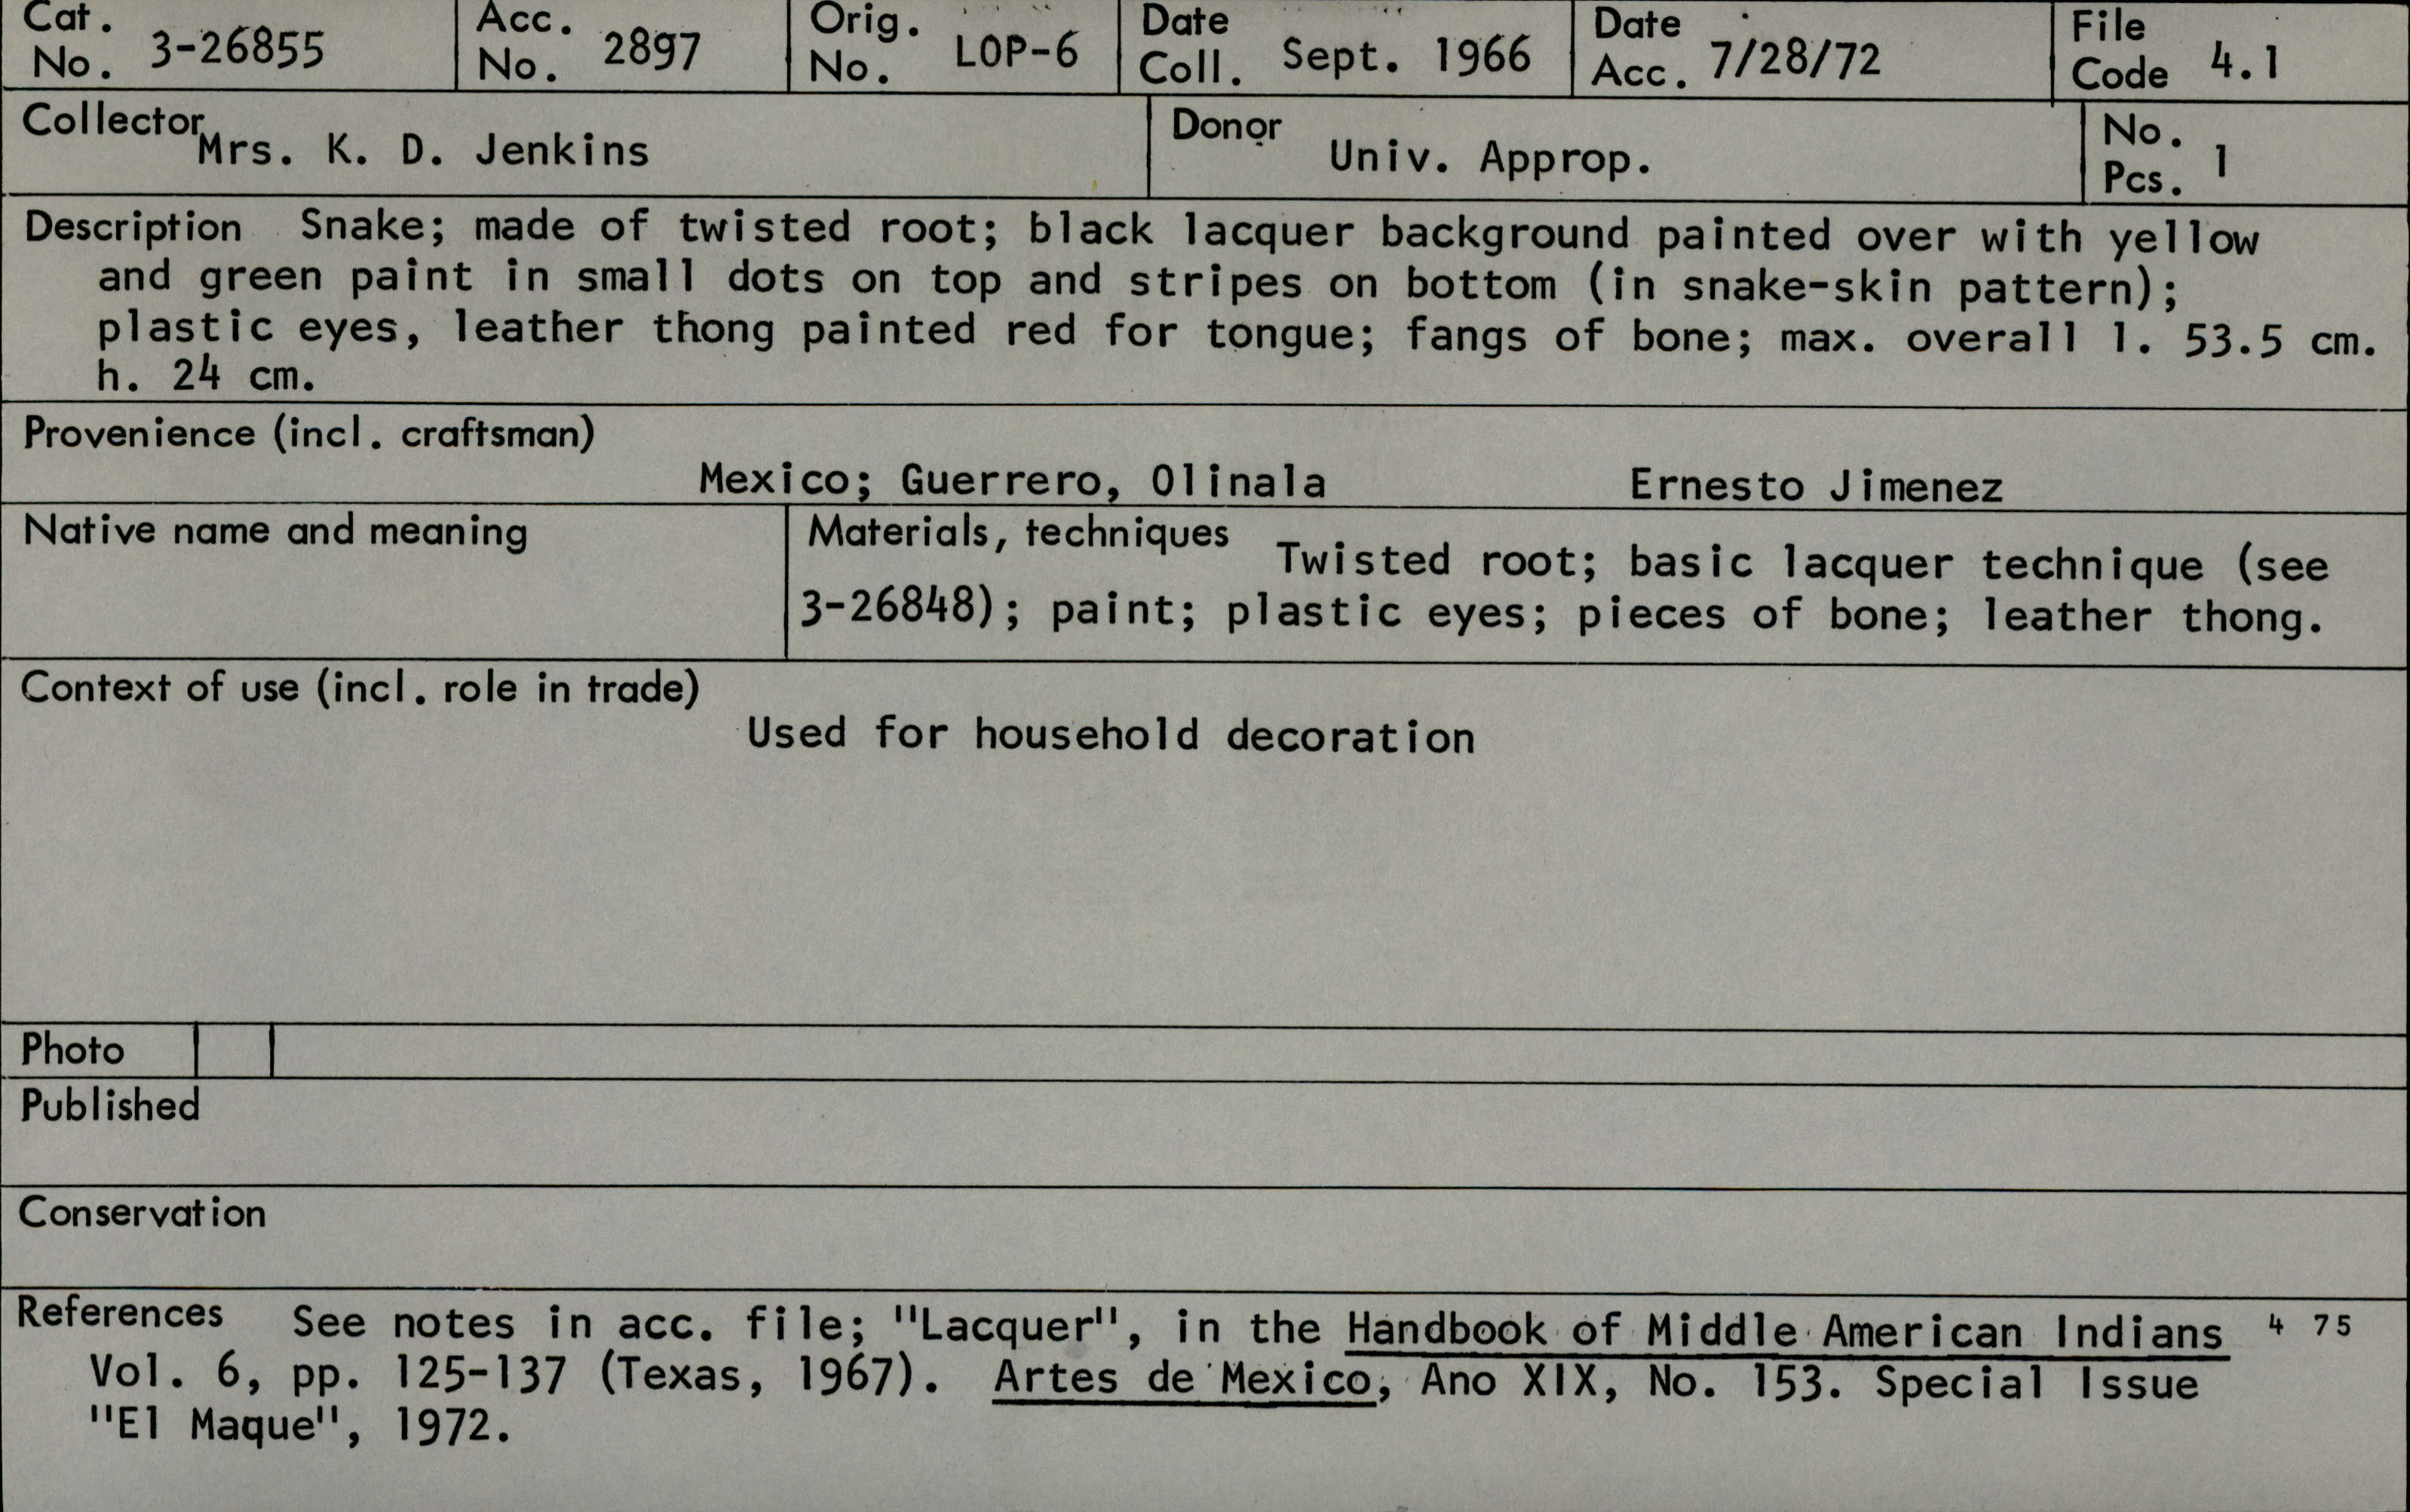 Cat. No. 3-26855
Acc. No. 2897
Orig. No. LOP-6
Date Coll. Sept. 1966
Date Acc. 7/28/72
File Code 4.1
Collector Mrs. K. D. Jenkins
Donor Univ. Approp.
No. Pcs. 1
Description Snake; made of twisted root; black lacquer background painted over with yellow
and green paint in small dots on top and stripes on bottom (in snake-skin pattern);
plastic eyes, leather thong painted red for tongue; fangs of bone; max. overall l. 53.5 cm.
h. 24 cm.
Provenience (incl. craftsman)
Mexico; Guerrero, Olinala Ernesto Jimenez
Native name and meaning
Materials, techniques Twisted root; basic lacquer technique (see
3-26848); paint; plastic eyes; pieces of bone; leather thong.
Context of use (incl. role in trade)
Used for household decoration
Photo
Published
Conservation
References See notes in acc. file; "Lacquer", in the Handbook of Middle American Indians 4 75
Vol. 6, pp. 125-137 (Texas, 1967). Artes de Mexico, Ano XIX, No. 153. Special Issue
"El Maque", 1972.